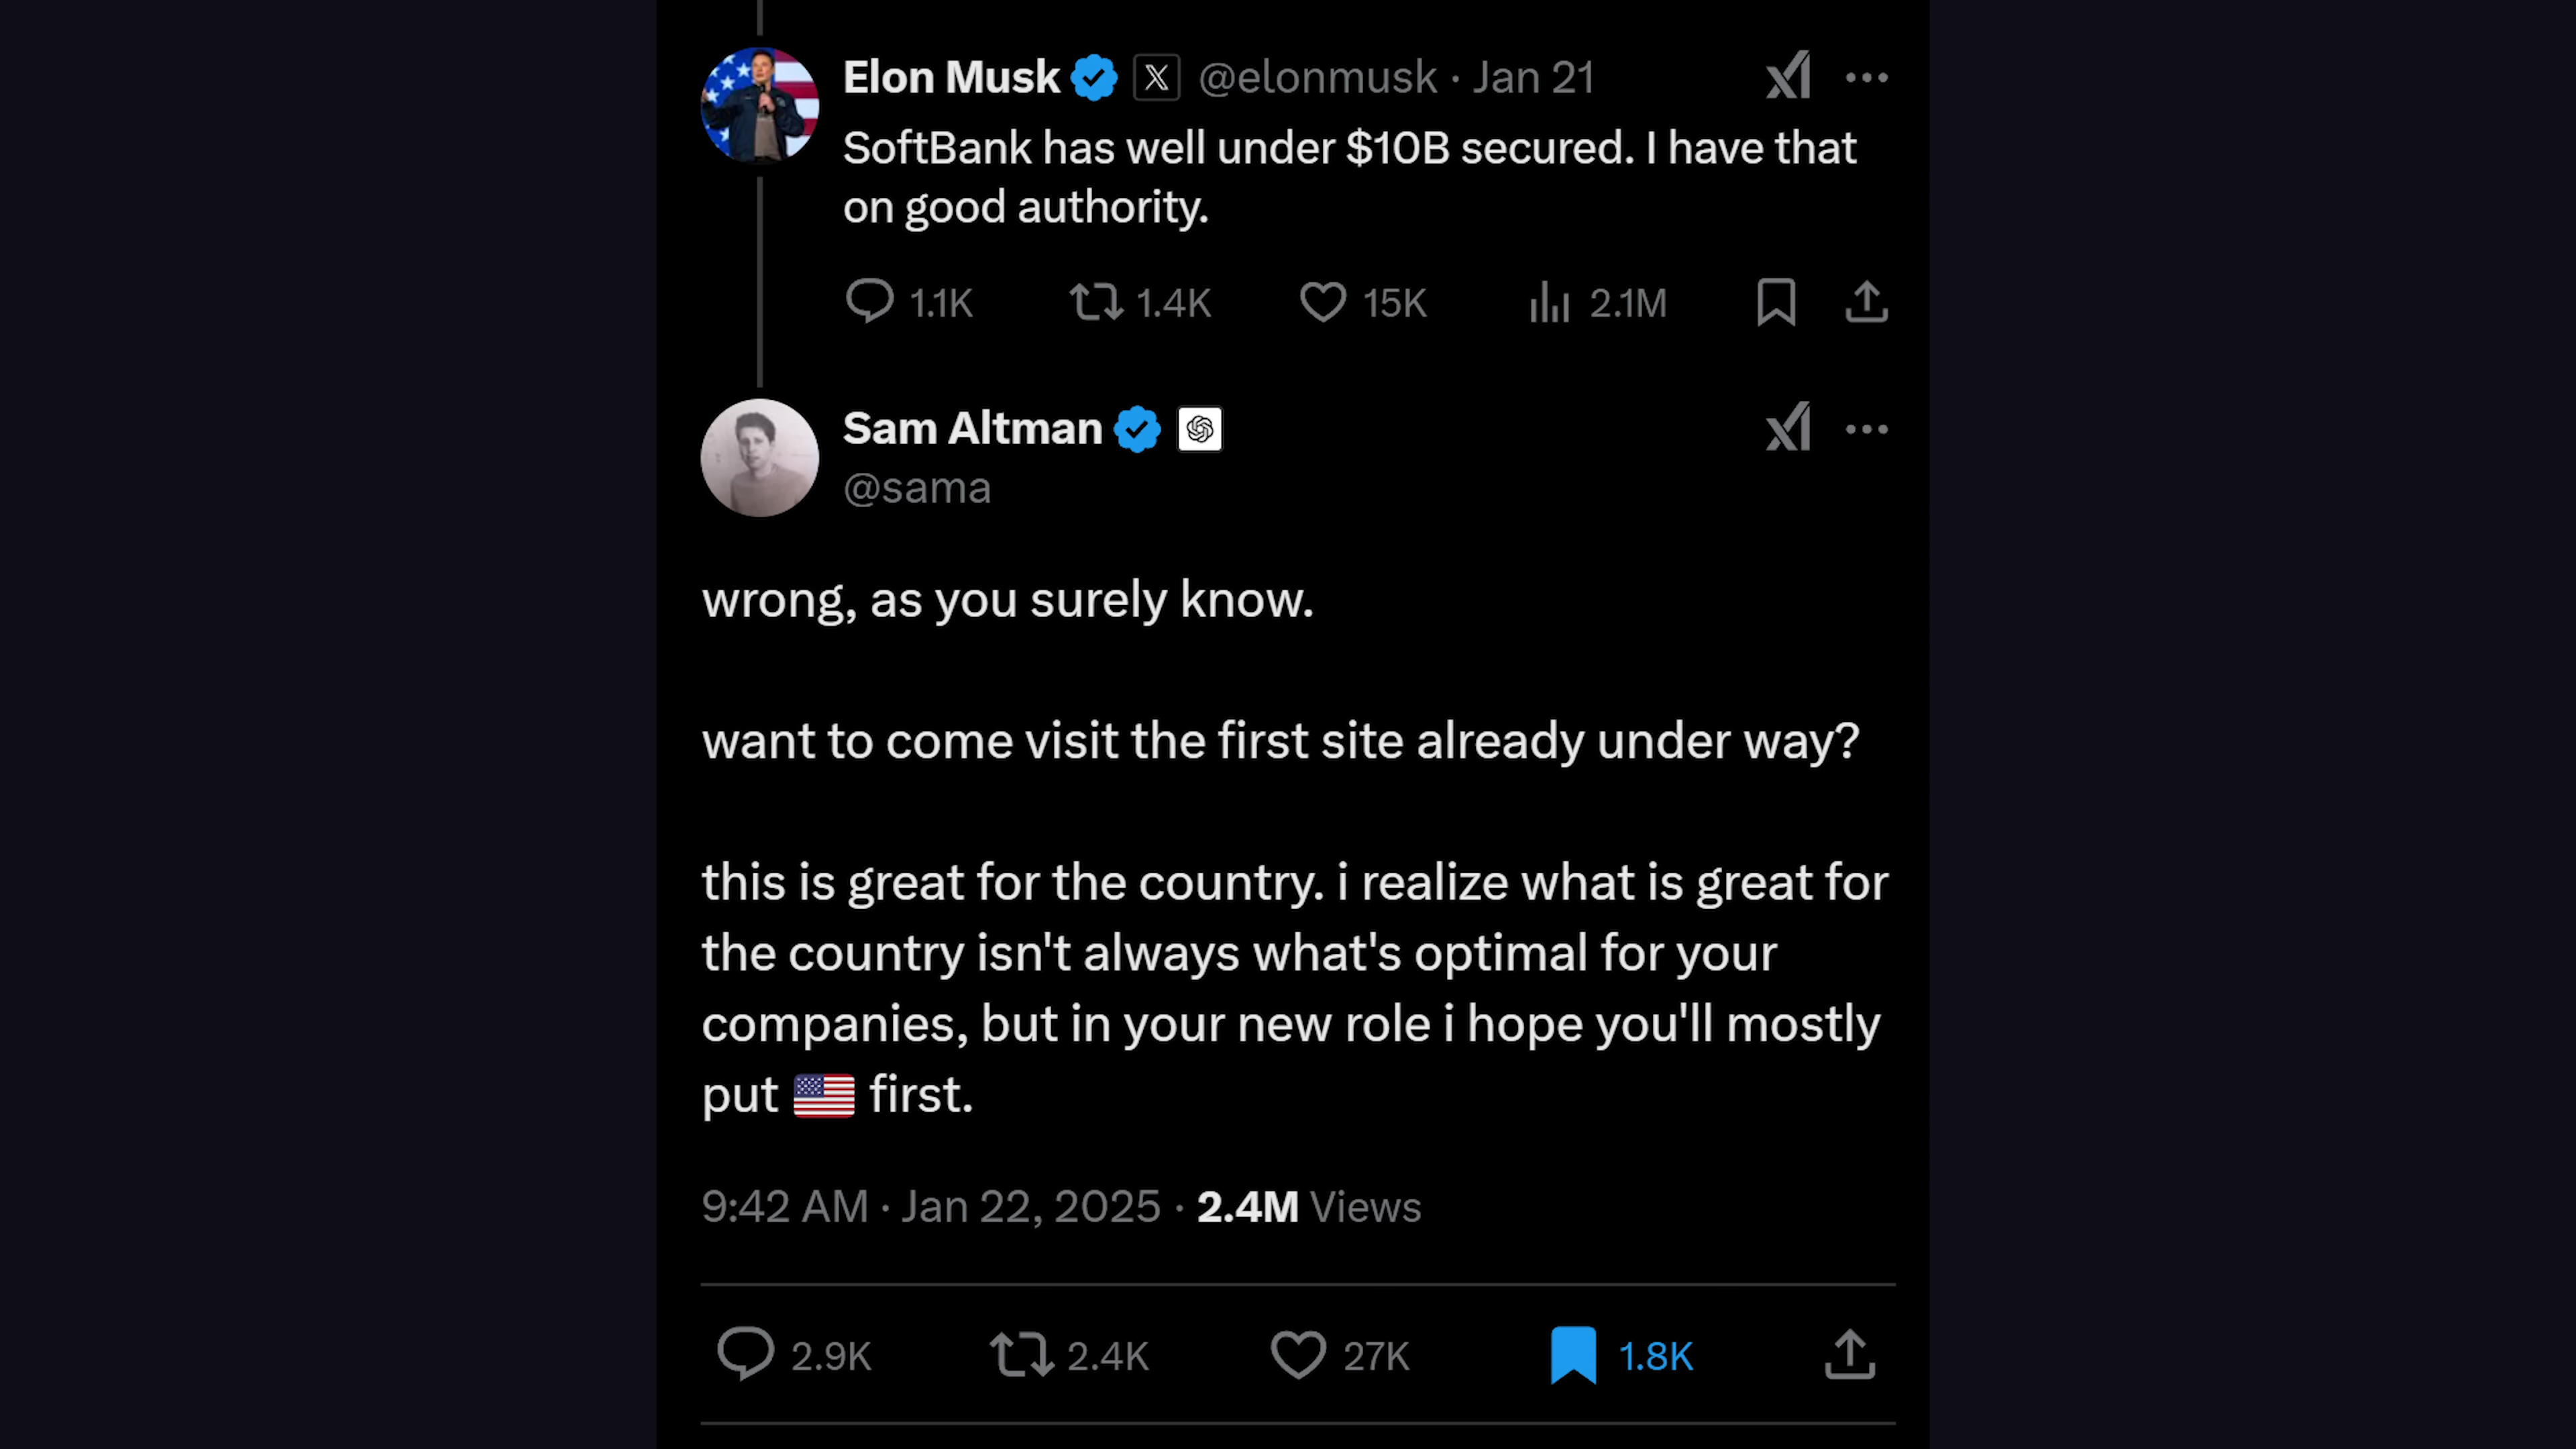 Elon Musk @elonmusk · Jan 21
SoftBank has well under $10B secured. I have that
on good authority.
1.1K 1.4K 15K 2.1M
Sam Altman
@sama
wrong, as you surely know.
want to come visit the first site already under way?
this is great for the country. i realize what is great for
the country isn't always what's optimal for your
companies, but in your new role i hope you'll mostly
put 🇺🇸 first.
9:42 AM · Jan 22, 2025 · 2.4M Views
2.9K 2.4K 27K 1.8K